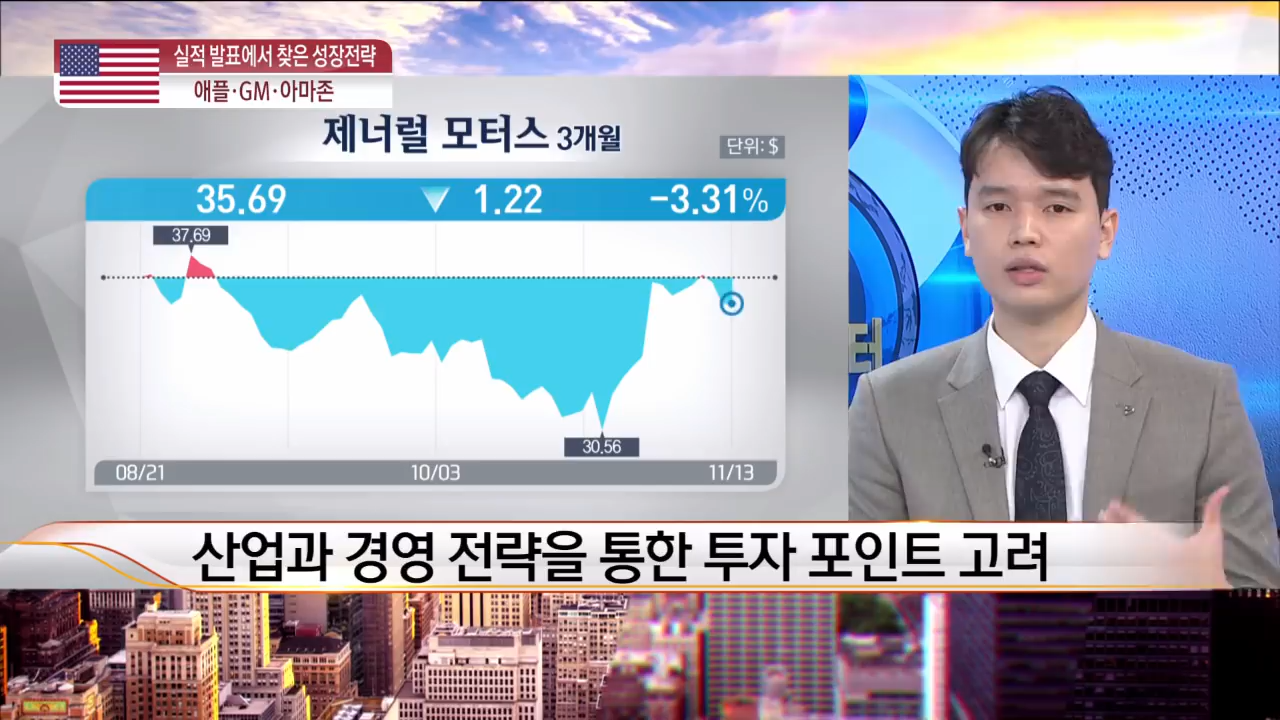 실적 발표에서 찾은 성장전략
애플·GM·아마존
제너럴 모터스 3개월
단위: $
35.69 ▼ 1.22 -3.31%
37.69
30.56
08/21 10/03 11/13
터
산업과 경영 전략을 통한 투자 포인트 고려